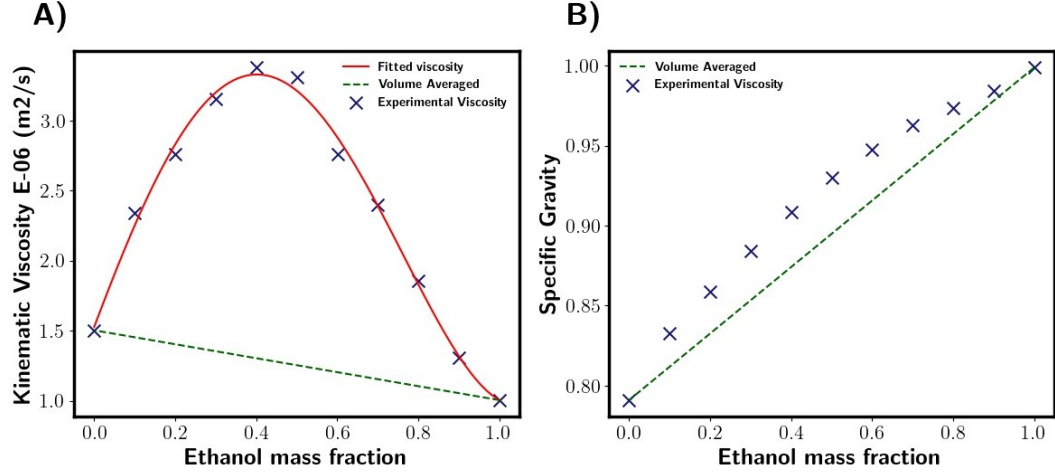 A)
Kinematic Viscosity E-06 (m2/s)
3.0
2.5
2.0
1.5
1.0
Fitted viscosity
Volume Averaged
Experimental Viscosity
0.0 0.2 0.4 0.6 0.8 1.0
Ethanol mass fraction
B)
Specific Gravity
1.00
0.95
0.90
0.85
0.80
Volume Averaged
Experimental Viscosity
0.0 0.2 0.4 0.6 0.8 1.0
Ethanol mass fraction